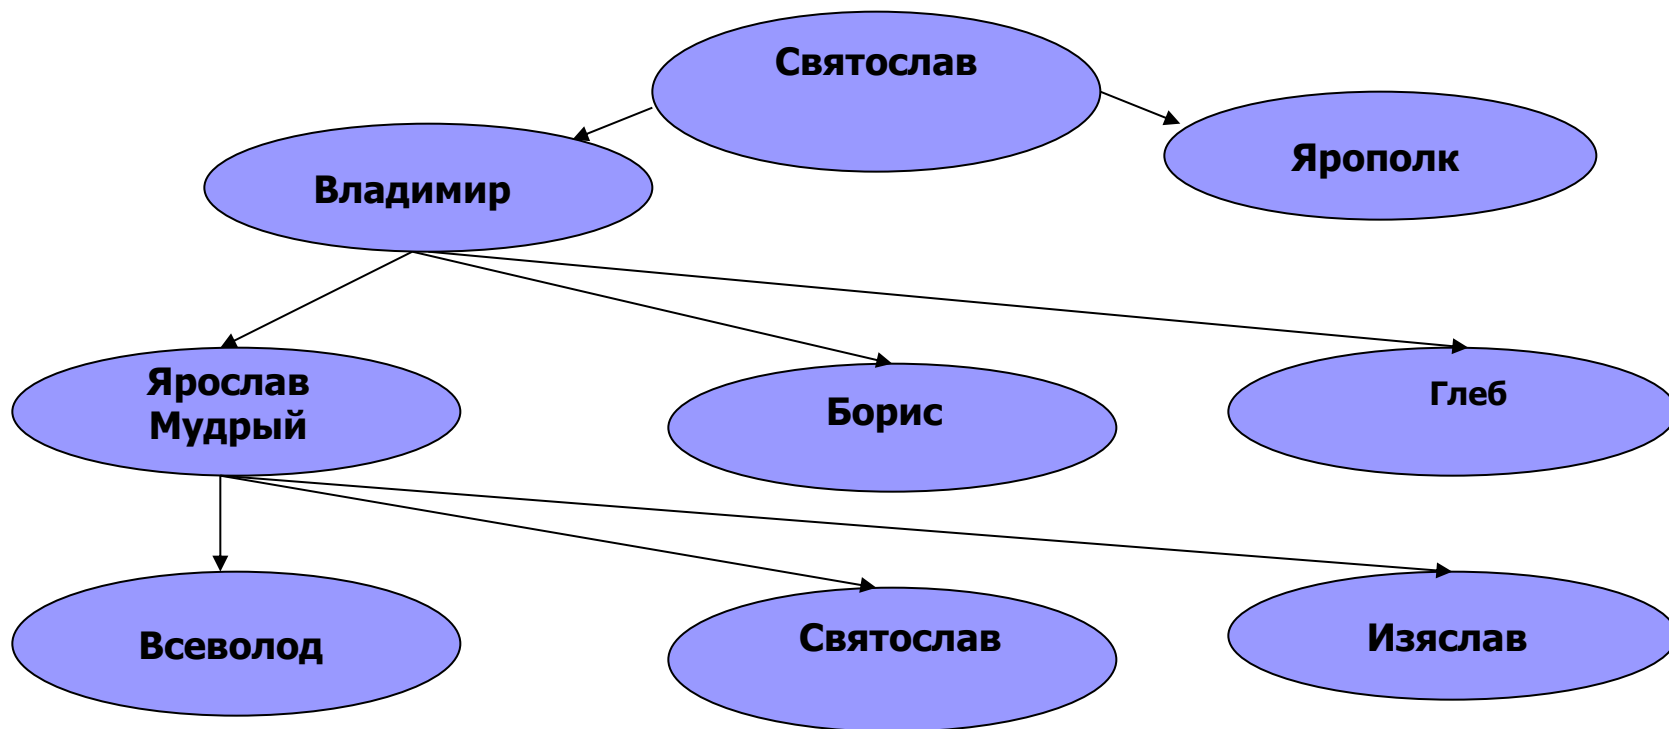 Святослав
Ярополк
Владимир
Ярослав
Мудрый
Борис
Глеб
Всеволод
Святослав
Изяслав